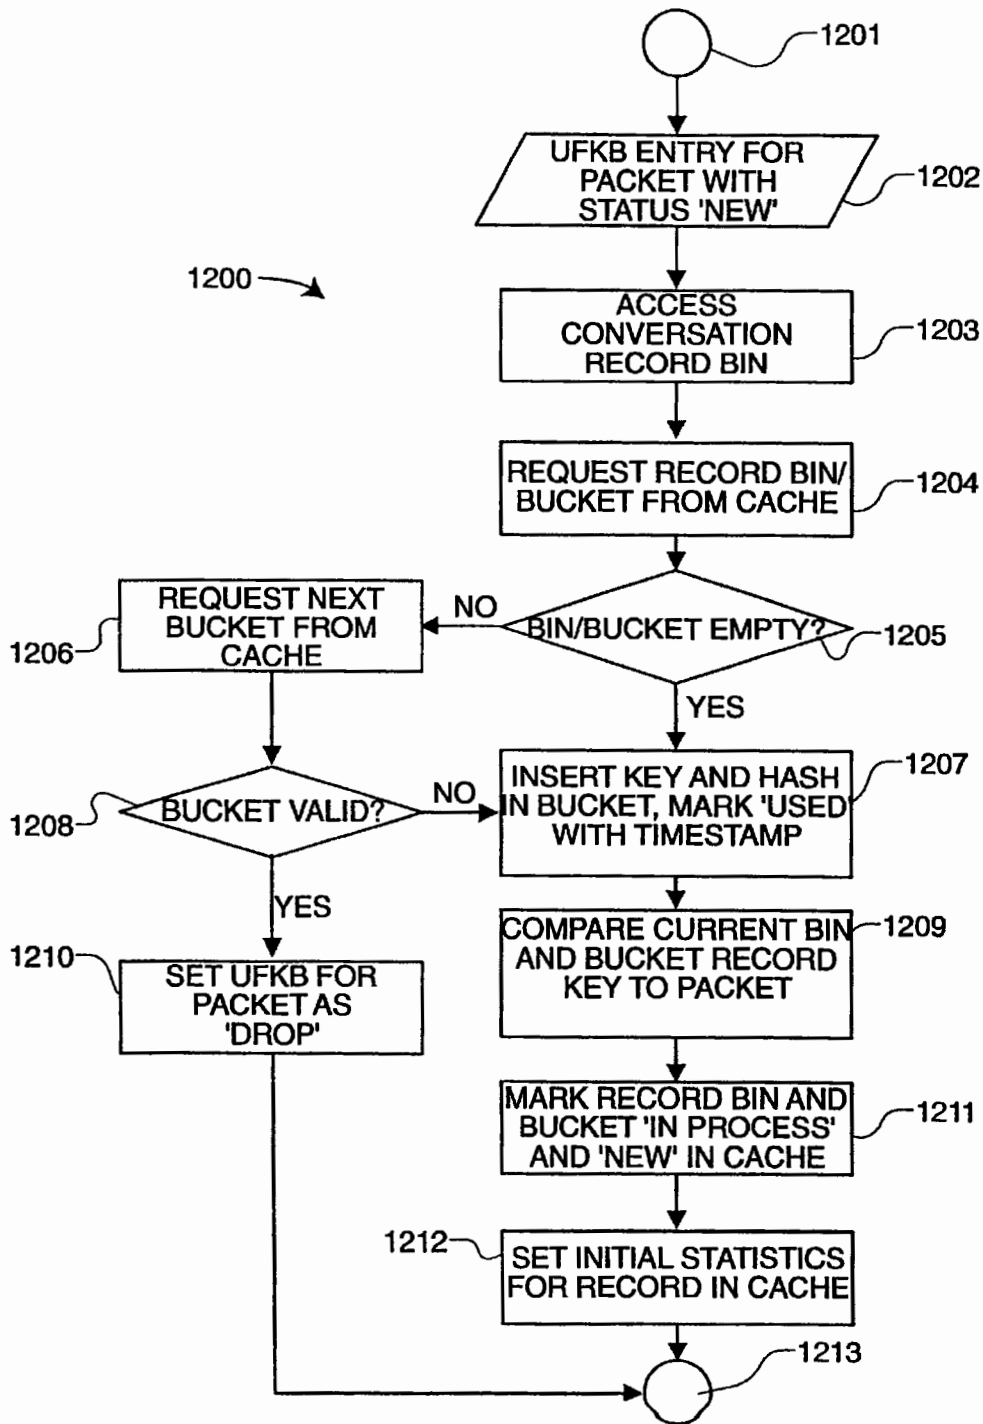 1201
UFKB ENTRY FOR
PACKET WITH
STATUS 'NEW'
1202
1200
ACCESS
CONVERSATION
RECORD BIN
1203
REQUEST RECORD BIN/
BUCKET FROM CACHE
1204
BIN/BUCKET EMPTY?
1205
NO
YES
REQUEST NEXT
BUCKET FROM
CACHE
1206
INSERT KEY AND HASH
IN BUCKET, MARK 'USED
WITH TIMESTAMP
1207
BUCKET VALID?
1208
NO
YES
COMPARE CURRENT BIN
AND BUCKET RECORD
KEY TO PACKET
1209
1210
SET UFKB FOR
PACKET AS
'DROP'
MARK RECORD BIN AND
BUCKET 'IN PROCESS'
AND 'NEW' IN CACHE
1211
1212
SET INITIAL STATISTICS
FOR RECORD IN CACHE
1213